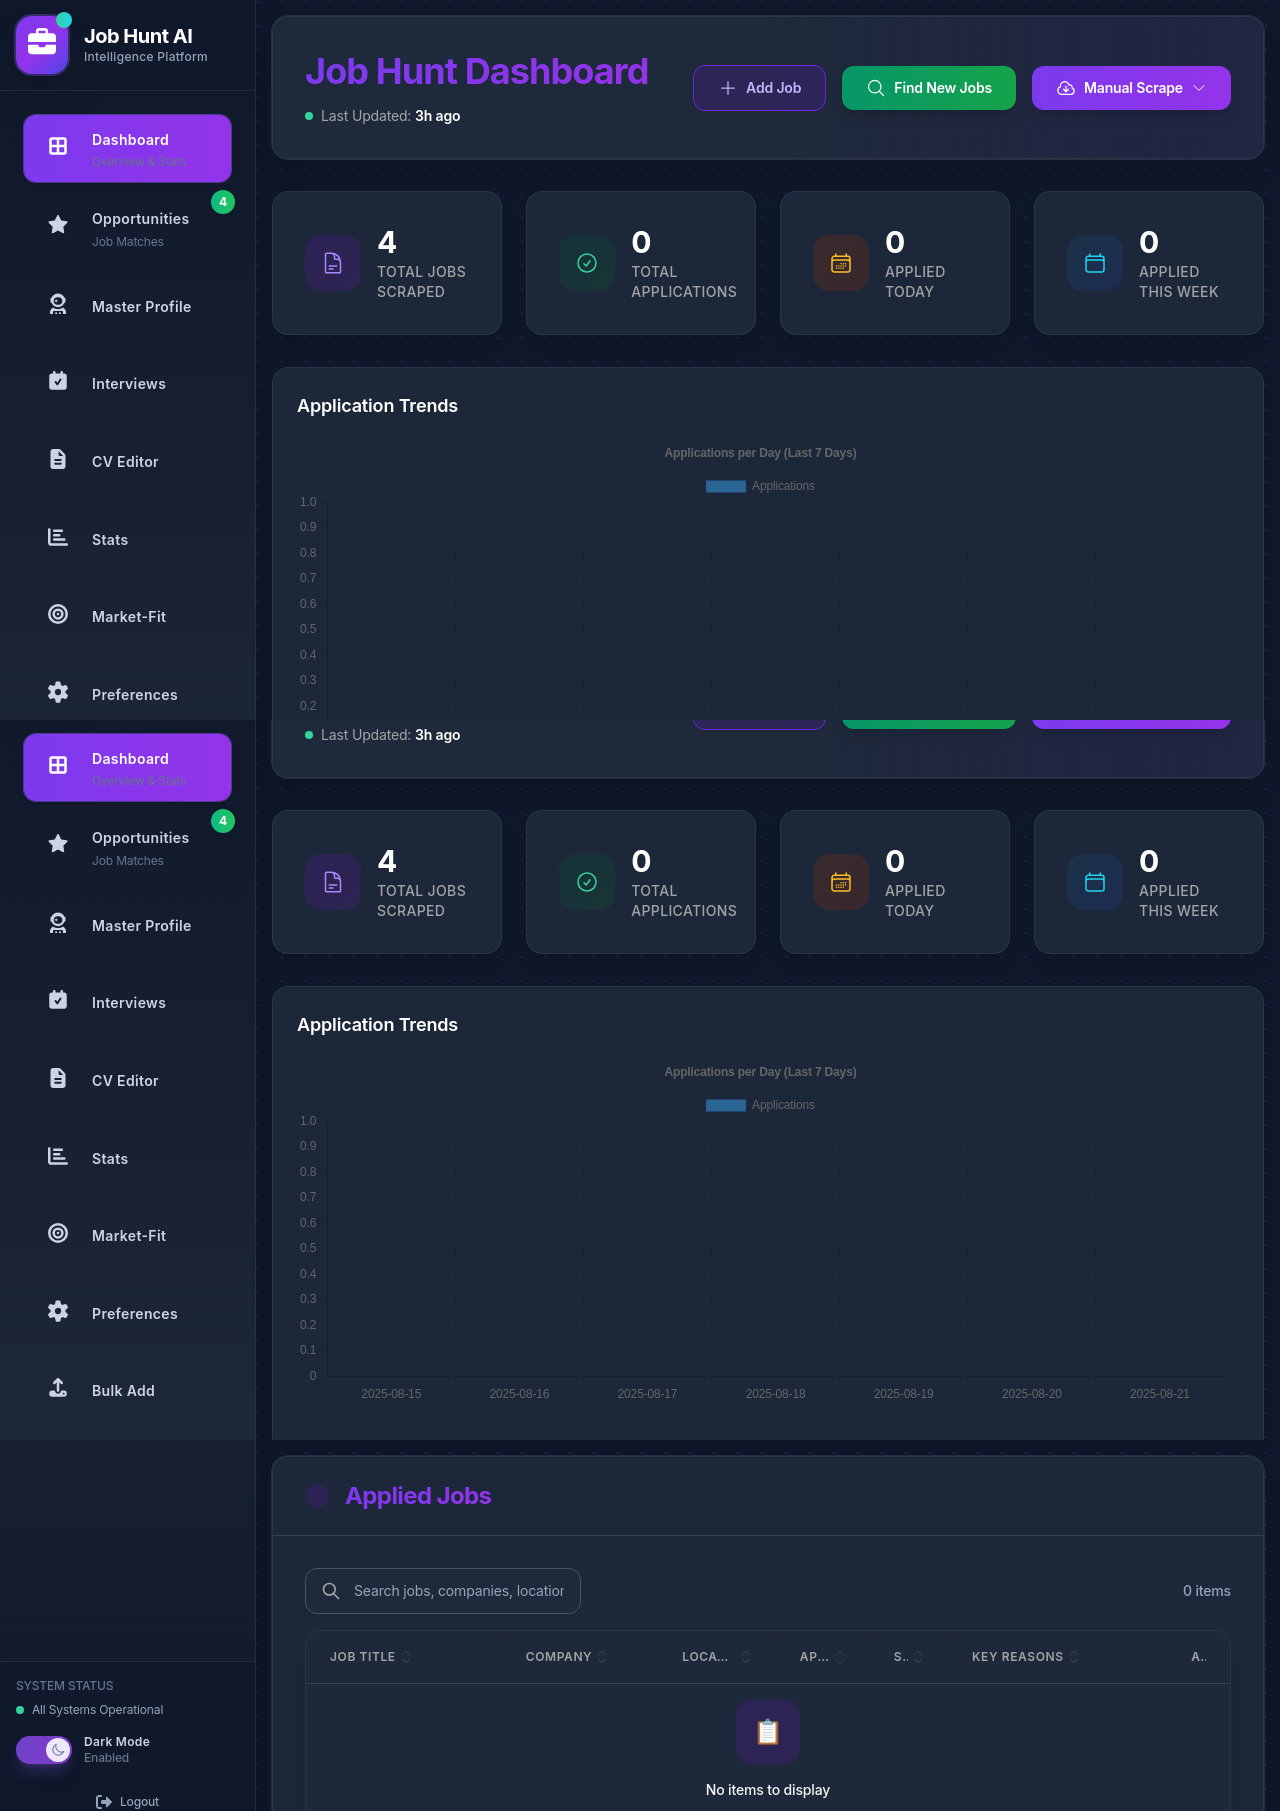 Job Hunt AI
Intelligence Platform
Dashboard
Overview & Stats
4
Opportunities
Job Matches
Master Profile
Interviews
CV Editor
Stats
Market-Fit
Preferences
Job Hunt Dashboard
Last Updated: 3h ago
Add Job
Find New Jobs
Manual Scrape
4
TOTAL JOBS
SCRAPED
0
TOTAL
APPLICATIONS
0
APPLIED
TODAY
0
APPLIED
THIS WEEK
Application Trends
Applications per Day (Last 7 Days)
Applications
1.0
0.9
0.8
0.7
0.6
0.5
0.4
0.3
0.2
Dashboard
Overview & Stats
4
Opportunities
Job Matches
Master Profile
Interviews
CV Editor
Stats
Market-Fit
Preferences
Bulk Add
Last Updated: 3h ago
4
TOTAL JOBS
SCRAPED
0
TOTAL
APPLICATIONS
0
APPLIED
TODAY
0
APPLIED
THIS WEEK
Application Trends
Applications per Day (Last 7 Days)
Applications
1.0
0.9
0.8
0.7
0.6
0.5
0.4
0.3
0.2
0.1
0
2025-08-15 2025-08-16 2025-08-17 2025-08-18 2025-08-19 2025-08-20 2025-08-21
SYSTEM STATUS
All Systems Operational
Dark Mode
Enabled
Logout
Applied Jobs
Search jobs, companies, location
0 items
JOB TITLE COMPANY LOCA... AP... S.. KEY REASONS A..
No items to display